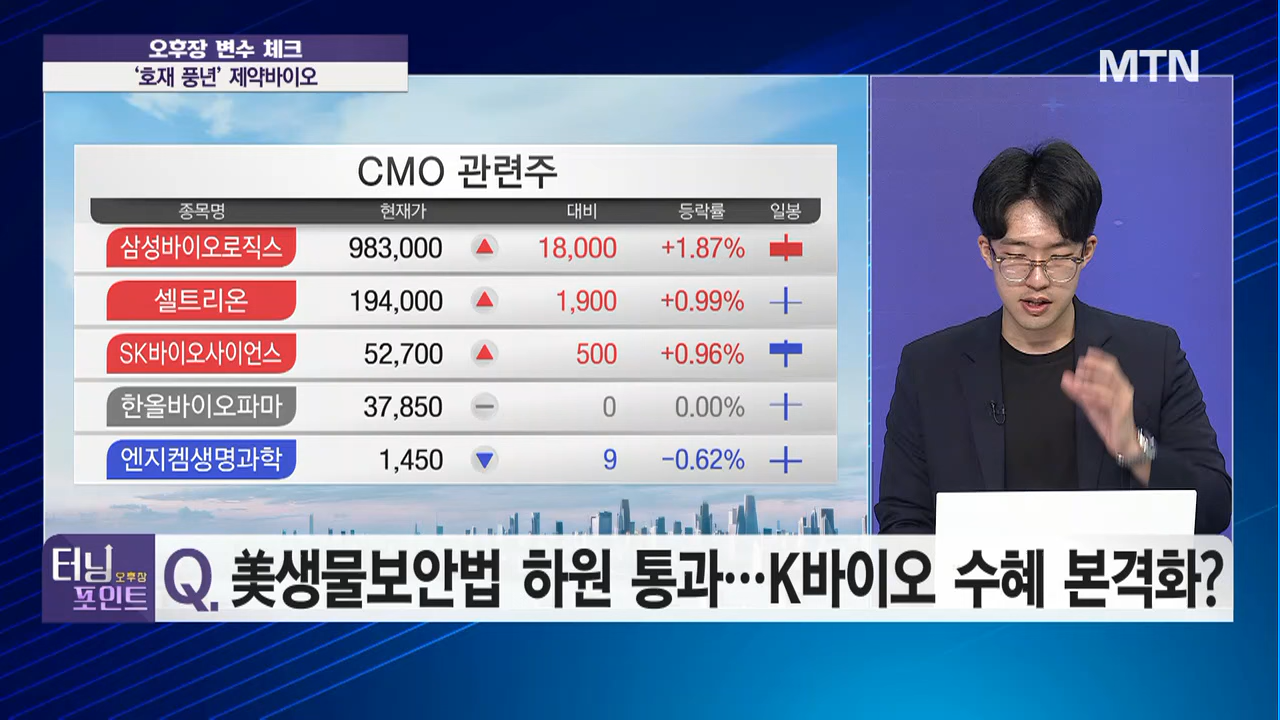 오후장 변수 체크
'호재 풍년' 제약바이오
MTN
CMO 관련주
종목명 현재가 대비 등락률 일봉
삼성바이오로직스 983,000 ▲ 18,000 +1.87%
셀트리온 194,000 ▲ 1,900 +0.99%
SK바이오사이언스 52,700 ▲ 500 +0.96%
한올바이오파마 37,850 － 0 0.00%
엔지켐생명과학 1,450 ▼ 9 -0.62%
터닝 오후장
포인트
Q. 美생물보안법 하원 통과…K바이오 수혜 본격화?